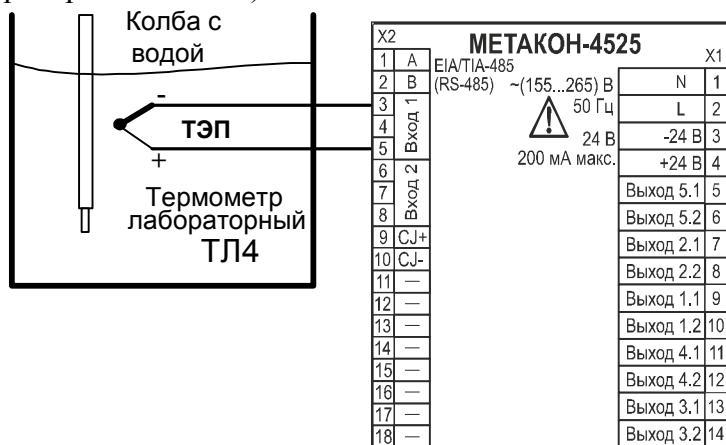 Колба с
водой
-
ТЭП
+
Термометр
лабораторный
ТЛ4
X2
МЕТАКОН-4525
X1
1 A
EIA/TIA-485
2 B
(RS-485)
~(155...265) В
50 Гц
24 В
200 мА макс.
3
4
5
Вход 1
6
7
8
Вход 2
9 CJ+
10 CJ-
11 —
12 —
13 —
14 —
15 —
16 —
17 —
18 —
N 1
L 2
-24 В 3
+24 В 4
Выход 5.1 5
Выход 5.2 6
Выход 2.1 7
Выход 2.2 8
Выход 1.1 9
Выход 1.2 10
Выход 4.1 11
Выход 4.2 12
Выход 3.1 13
Выход 3.2 14